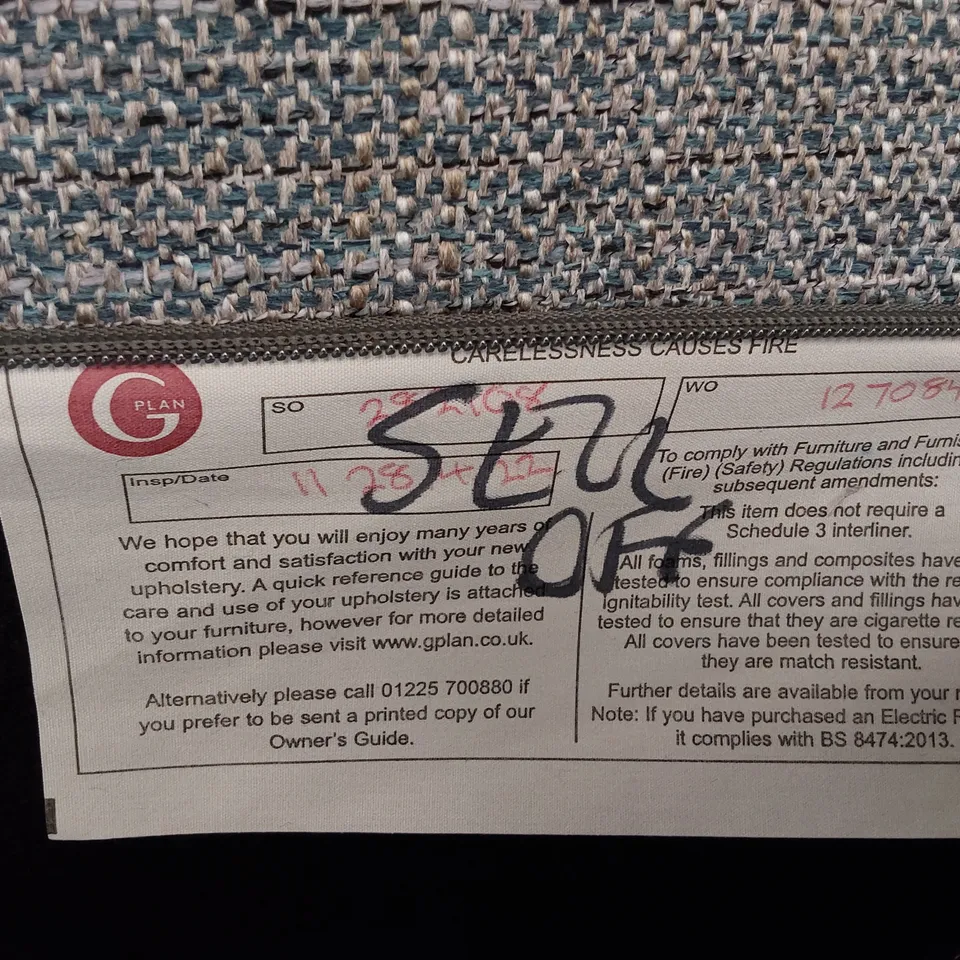 CARELESSNESS CAUSES FIRE
G PLAN
SO
WO 127084
Insp/Date 11 28 4 22
SELL
OFF
We hope that you will enjoy many years of
comfort and satisfaction with your new
upholstery. A quick reference guide to the
care and use of your upholstery is attached
to your furniture, however for more detailed
information please visit www.gplan.co.uk.
Alternatively please call 01225 700880 if
you prefer to be sent a printed copy of our
Owner's Guide.
To comply with Furniture and Furnis
(Fire) (Safety) Regulations includin
subsequent amendments:
This item does not require a
Schedule 3 interliner.
All foams, fillings and composites have
tested to ensure compliance with the re
ignitability test. All covers and fillings hav
tested to ensure that they are cigarette re
All covers have been tested to ensure
they are match resistant.
Further details are available from your r
Note: If you have purchased an Electric F
it complies with BS 8474:2013.